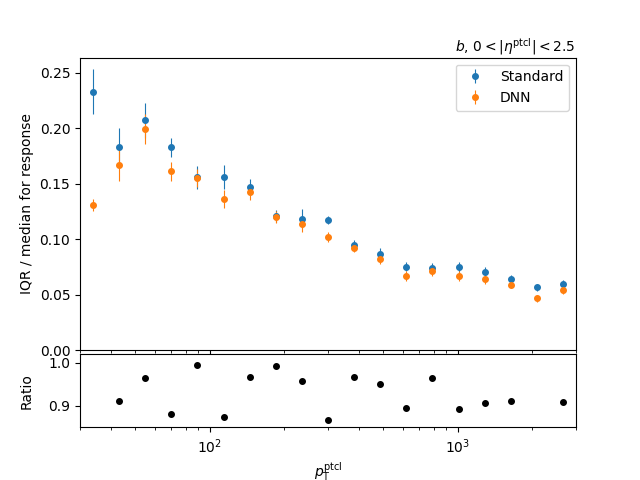 b, 0 < |η^ptcl| < 2.5
0.25
0.20
0.15
0.10
0.05
0.00
IQR / median for response
Standard
DNN
1.0
0.9
Ratio
10^2
10^3
p_T^ptcl